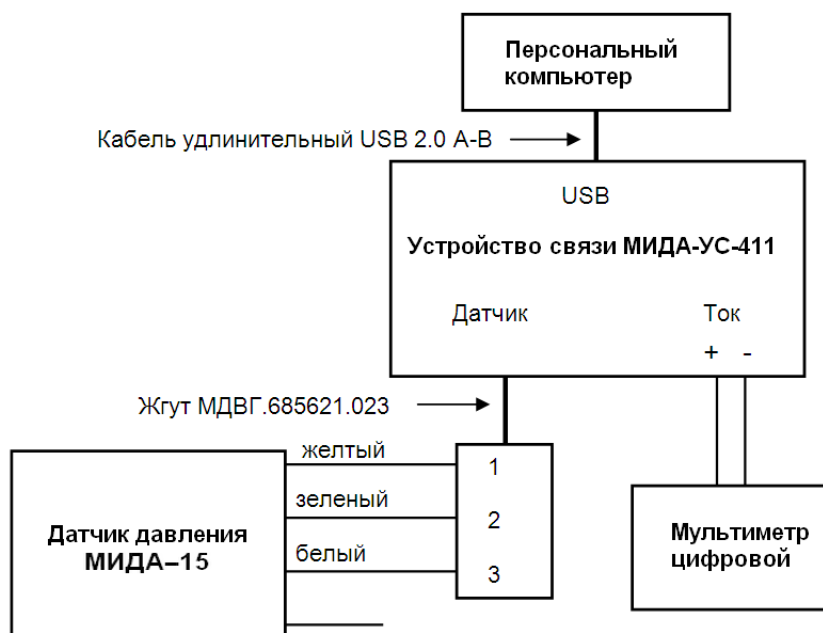 Персональный
компьютер
Кабель удлинительный USB 2.0 А-В
USB
Устройство связи МИДА-УС-411
Датчик Ток
+ -
Жгут МДВГ.685621.023
желтый
1
зеленый
2
белый
3
Датчик давления
МИДА–15
Мультиметр
цифровой